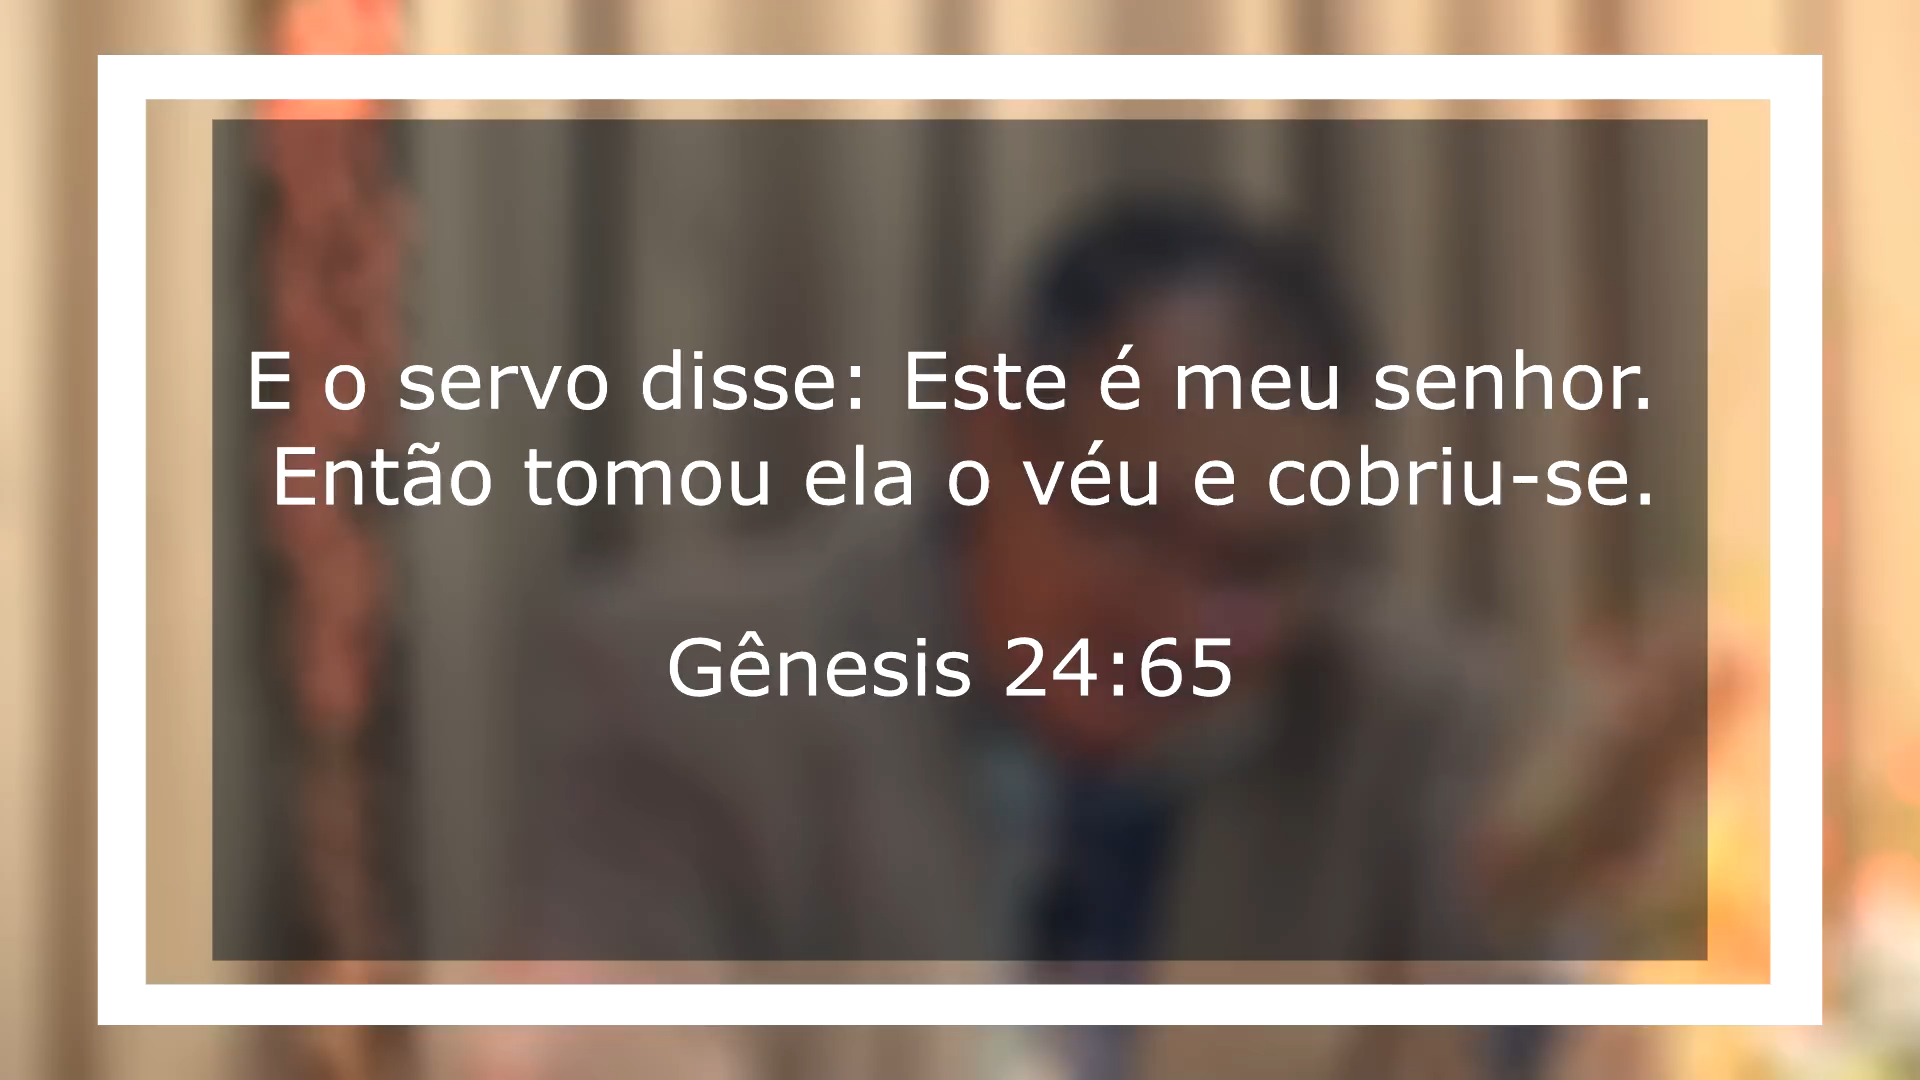 E o servo disse: Este é meu senhor.
Então tomou ela o véu e cobriu-se.
Gênesis 24:65